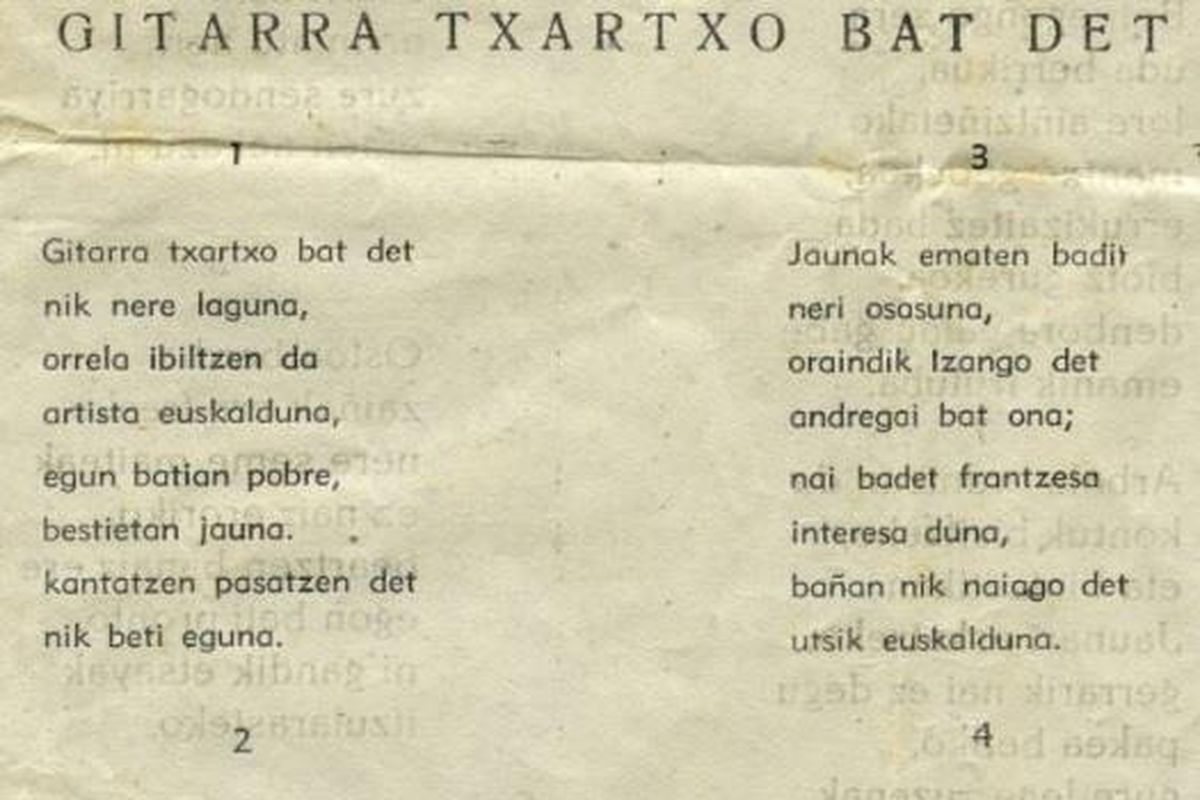 GITARRA TXARTXO BAT DET
1
Gitarra txartxo bat det
nik nere laguna,
orrela ibiltzen da
artista euskalduna,
egun batian pobre,
bestietan jauna.
kantatzen pasatzen det
nik beti eguna.
2
3
Jaunak ematen badit
neri osasuna,
oraindik Izango det
andregai bat ona;
nai badet frantzesa
interesa duna,
bañan nik naiago det
utsik euskalduna.
4